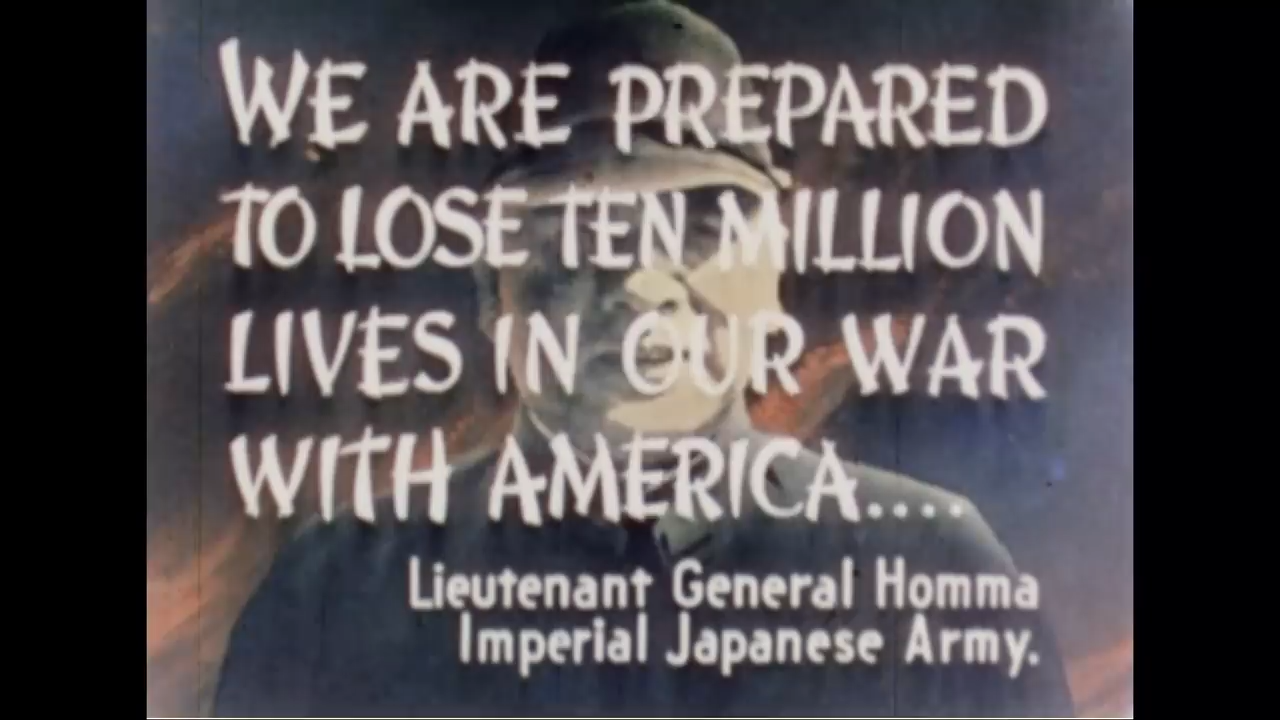 WE ARE PREPARED
TO LOSE TEN MILLION
LIVES IN OUR WAR
WITH AMERICA....
Lieutenant General Homma
Imperial Japanese Army.